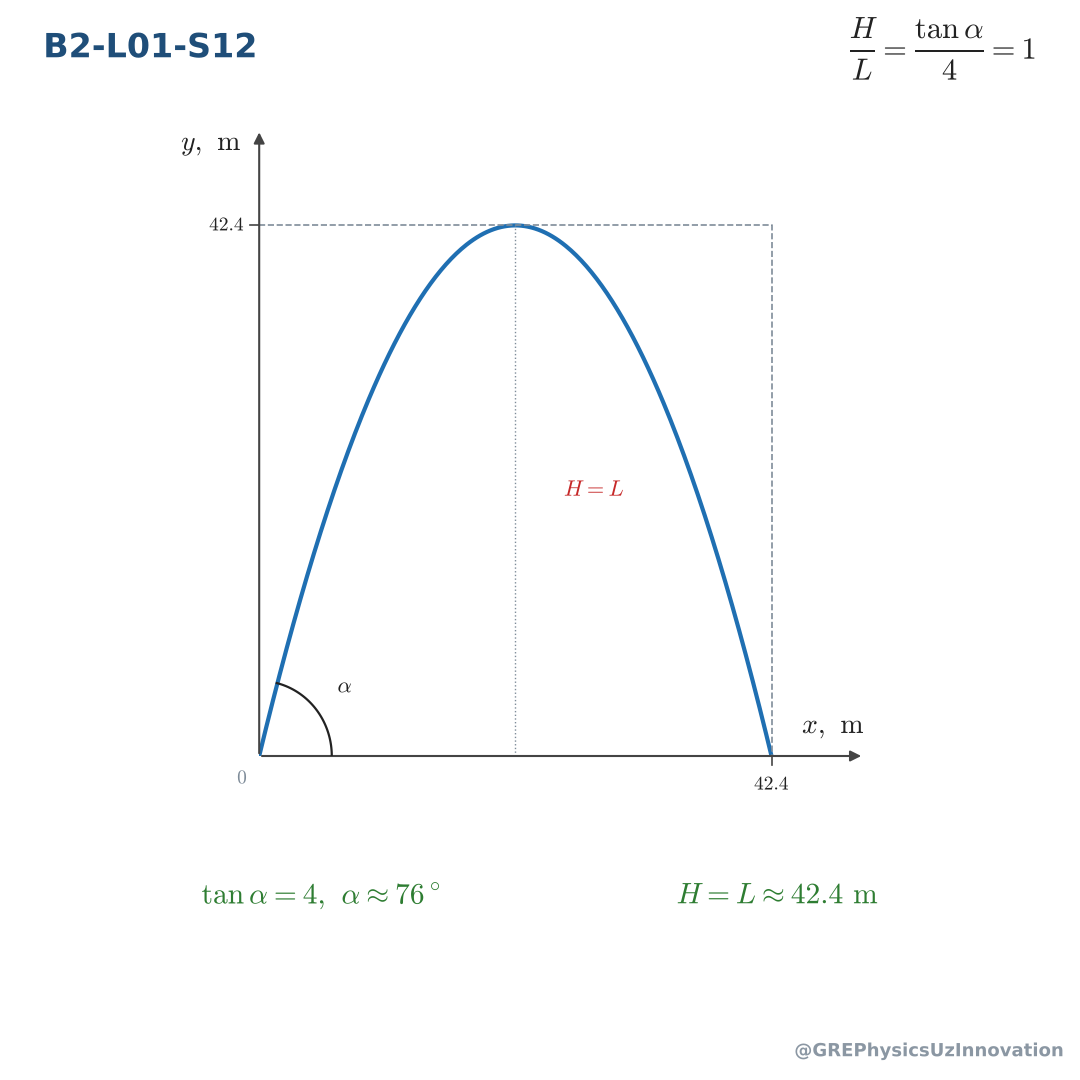 B2-L01-S12
H/L = tan α/4 = 1
y, m
42.4
H = L
α
x, m
0
42.4
tan α = 4, α ≈ 76°
H = L ≈ 42.4 m
@GREPhysicsUzInnovation